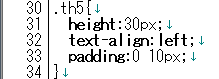 30 .th5{↓
31 height:30px;↓
32 text-align:left;↓
33 padding:0 10px;↓
34 }↓